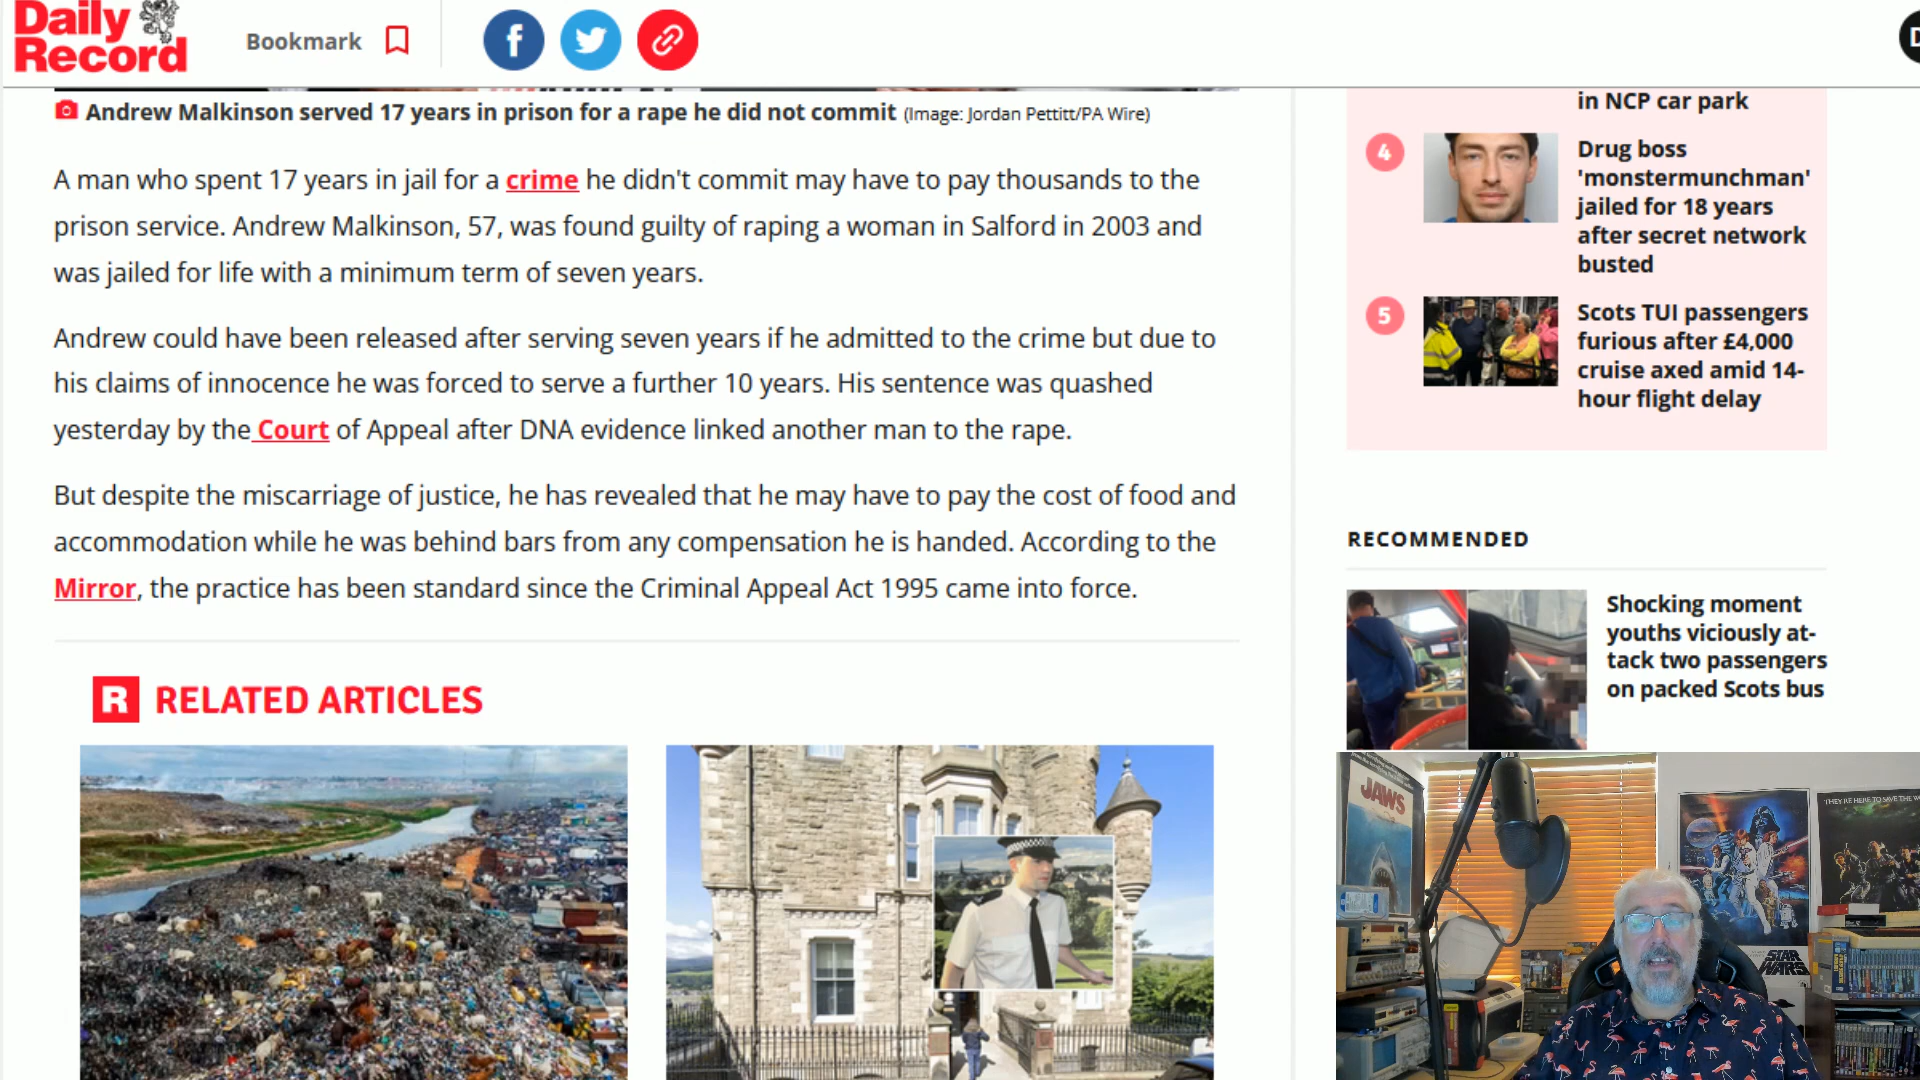 Daily
Record
Bookmark
D
Andrew Malkinson served 17 years in prison for a rape he did not commit (Image: Jordan Pettitt/PA Wire)
A man who spent 17 years in jail for a crime he didn't commit may have to pay thousands to the
prison service. Andrew Malkinson, 57, was found guilty of raping a woman in Salford in 2003 and
was jailed for life with a minimum term of seven years.
Andrew could have been released after serving seven years if he admitted to the crime but due to
his claims of innocence he was forced to serve a further 10 years. His sentence was quashed
yesterday by the Court of Appeal after DNA evidence linked another man to the rape.
But despite the miscarriage of justice, he has revealed that he may have to pay the cost of food and
accommodation while he was behind bars from any compensation he is handed. According to the
Mirror, the practice has been standard since the Criminal Appeal Act 1995 came into force.
R RELATED ARTICLES
in NCP car park
4
Drug boss
'monstermunchman'
jailed for 18 years
after secret network
busted
5
Scots TUI passengers
furious after £4,000
cruise axed amid 14-
hour flight delay
RECOMMENDED
Shocking moment
youths viciously at-
tack two passengers
on packed Scots bus
JAWS
THEY'RE HERE TO SAVE THE W
STAR
WARS